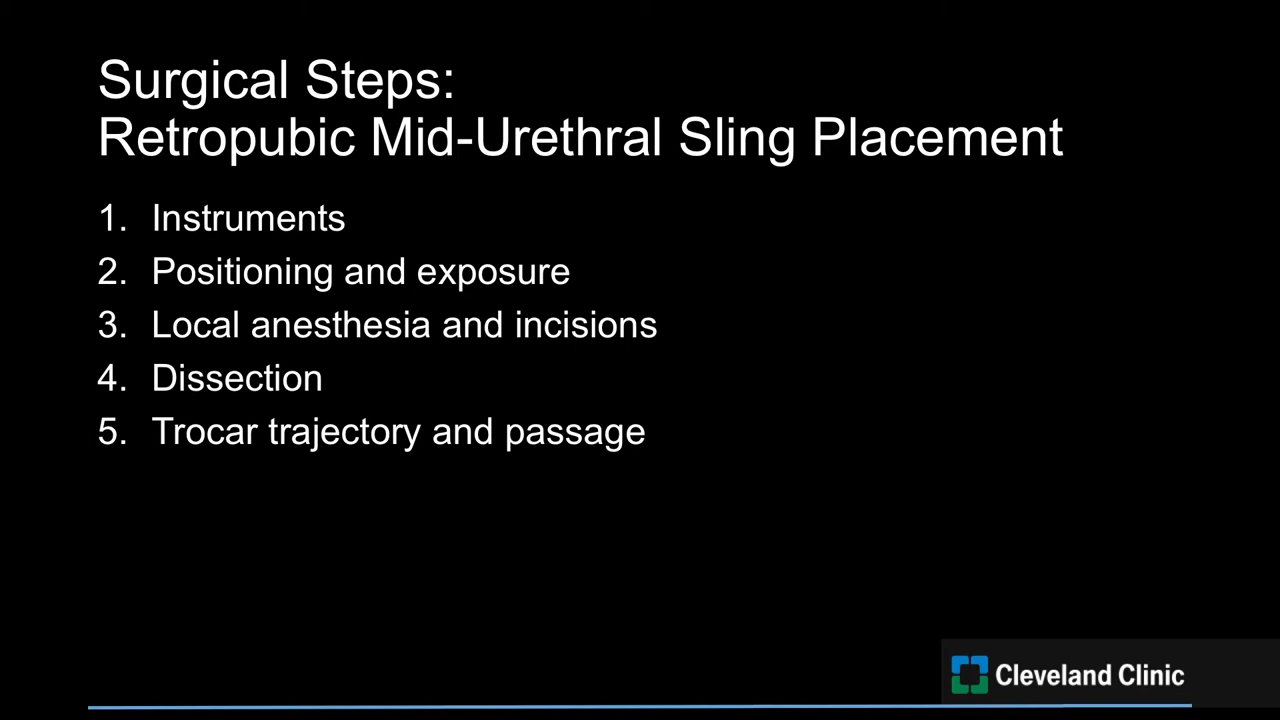 Surgical Steps:
Retropubic Mid-Urethral Sling Placement
1. Instruments
2. Positioning and exposure
3. Local anesthesia and incisions
4. Dissection
5. Trocar trajectory and passage
Cleveland Clinic